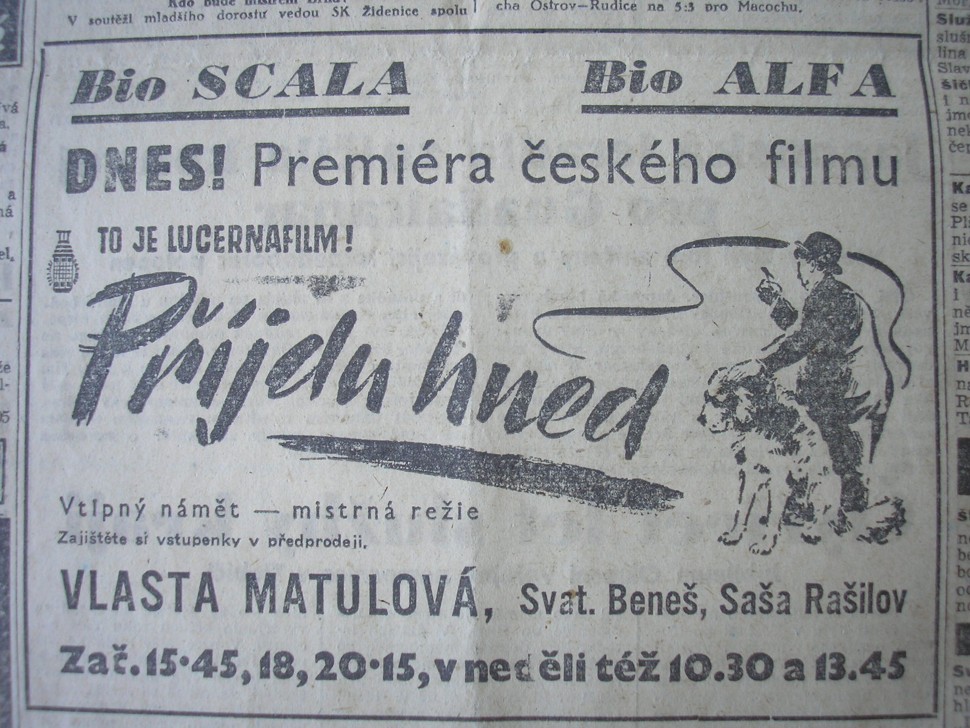 V soutěži mladšího dorostu vedou SK Židenice spolu
cha Ostrov—Rudice na 5:3 pro Macochu.
Bio SCALA
Bio ALFA
DNES! Premiéra českého filmu
TO JE LUCERNAFILM!
Přijdu hned
Vtipný námět — mistrná režie
Zajištěte si vstupenky v předprodeji.
VLASTA MATULOVÁ, Svat. Beneš, Saša Rašilov
Zač. 15·45, 18, 20·15, v neděli též 10.30 a 13.45